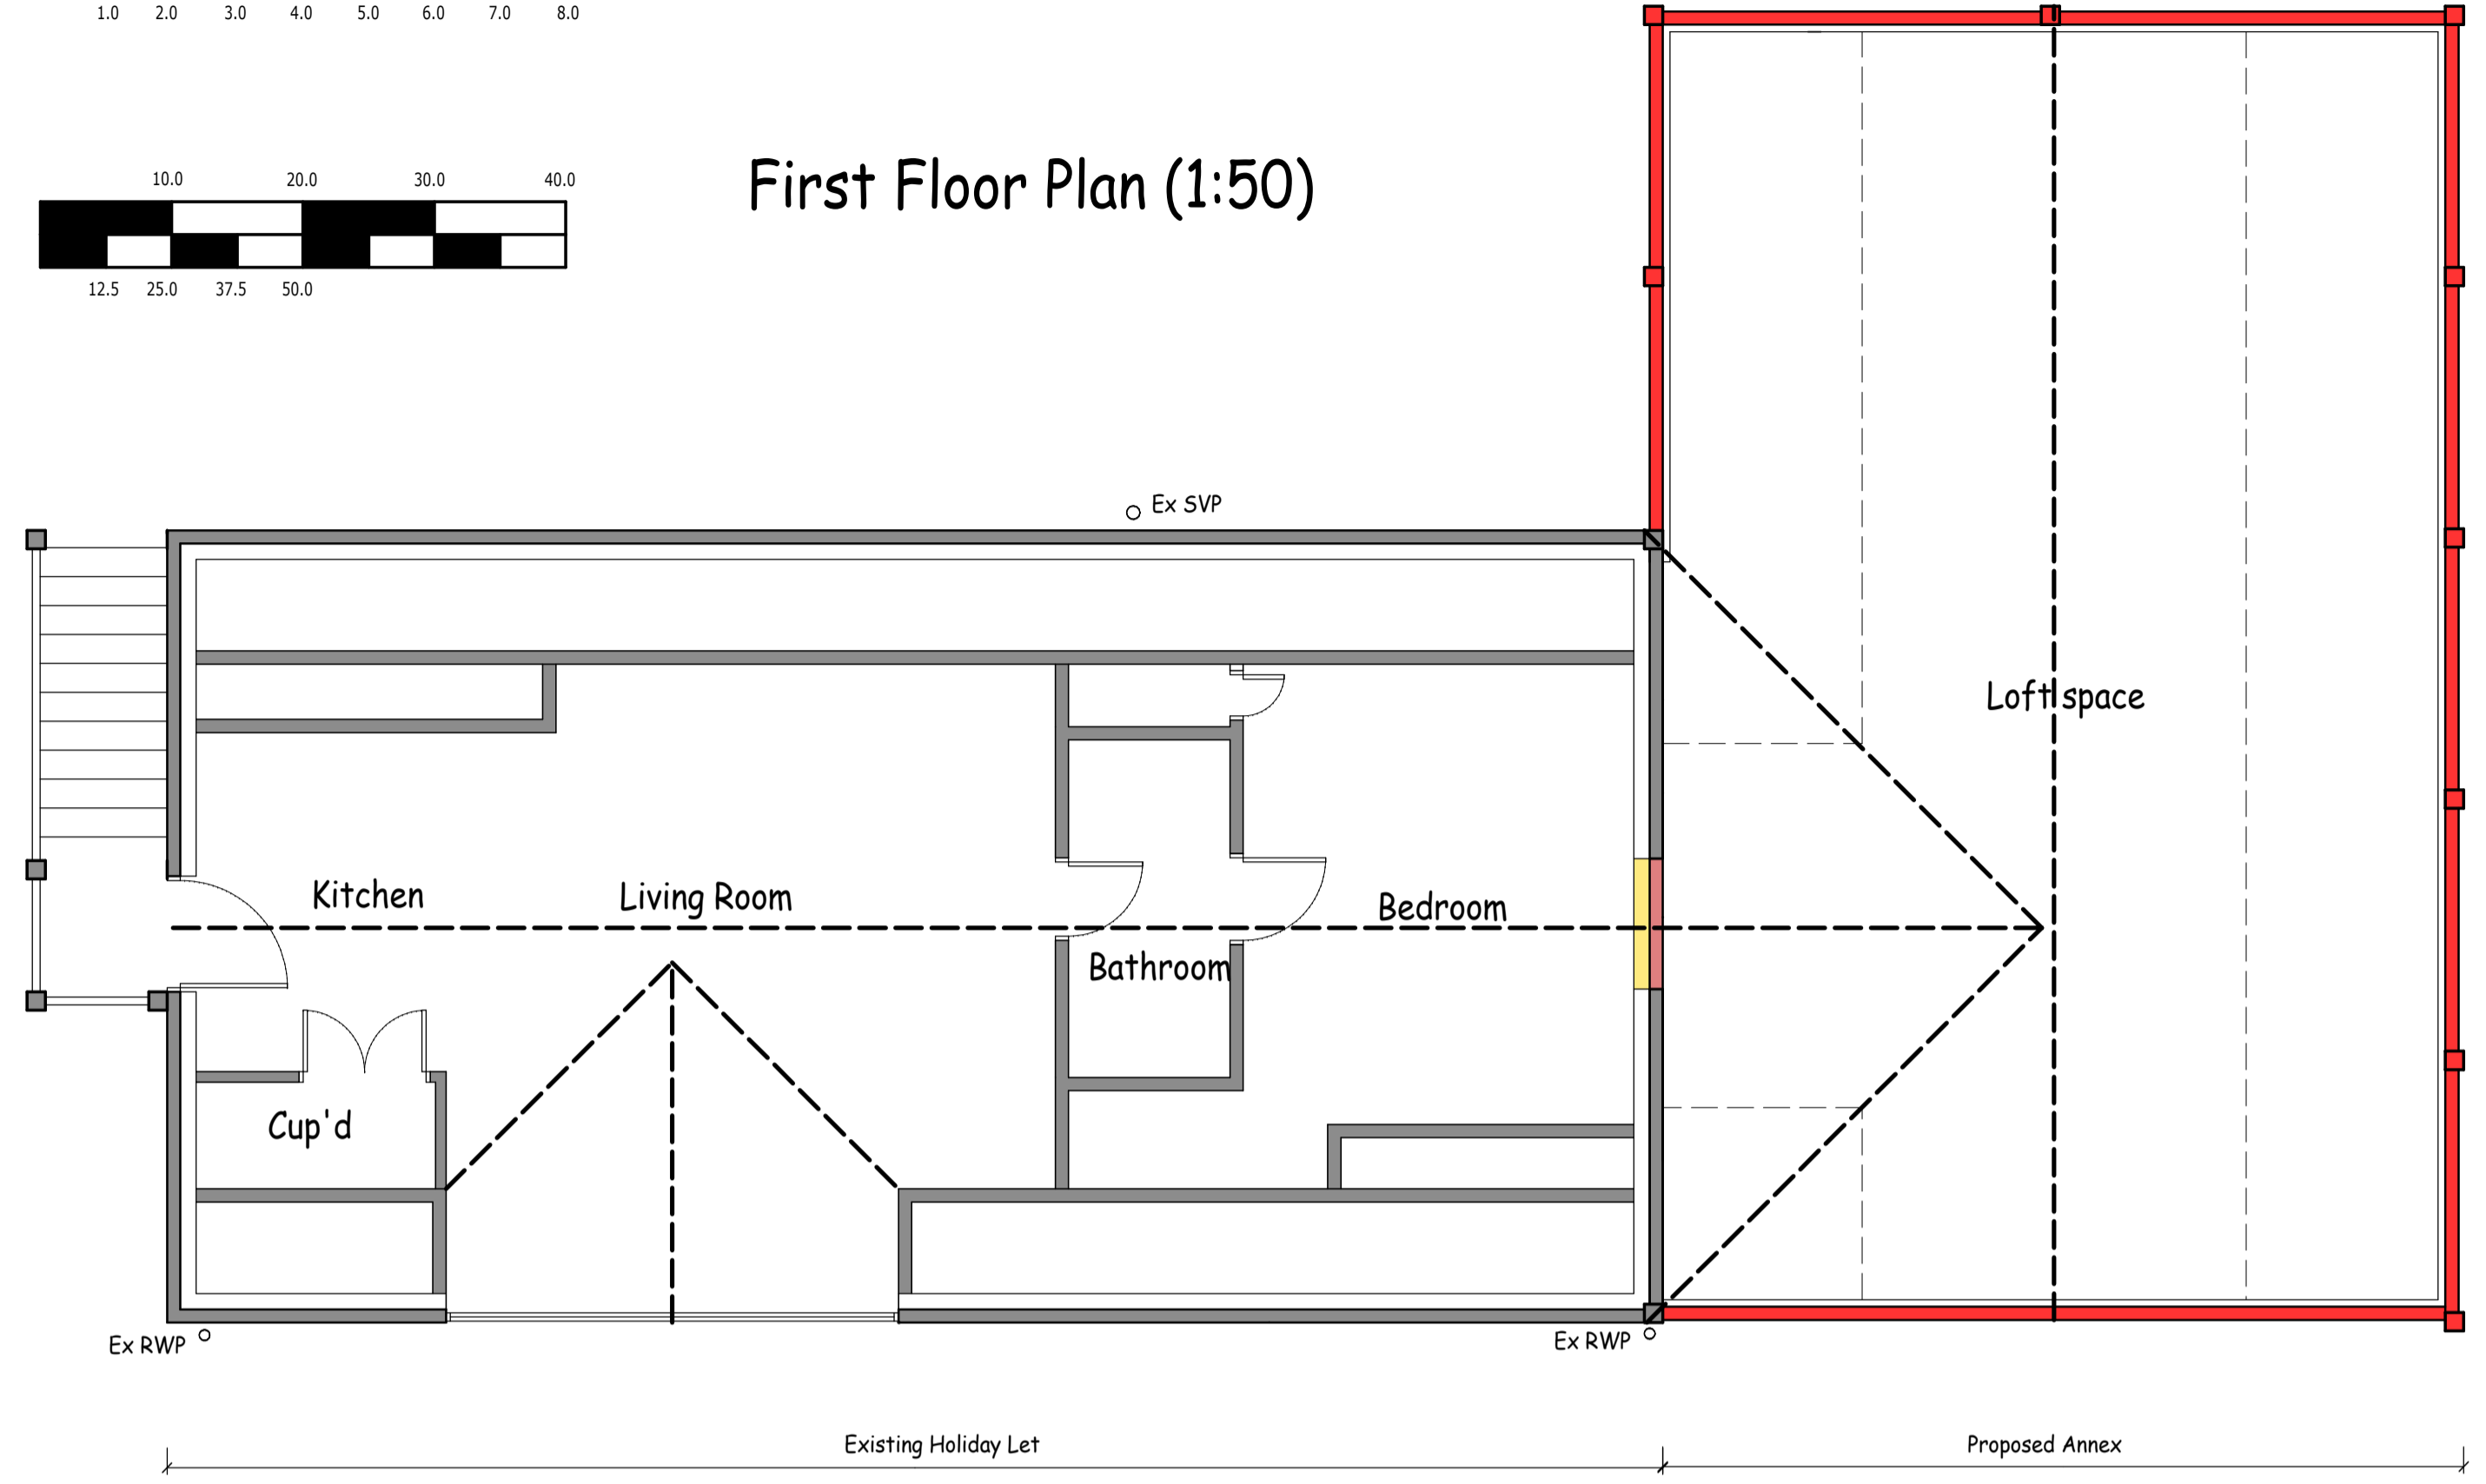 1.0 2.0 3.0 4.0 5.0 6.0 7.0 8.0
10.0 20.0 30.0 40.0
First Floor Plan (1:50)
12.5 25.0 37.5 50.0
Ex SVP
Loft space
Kitchen
Living Room
Bedroom
Bathroom
Cup'd
Ex RWP
Ex RWP
Existing Holiday Let
Proposed Annex